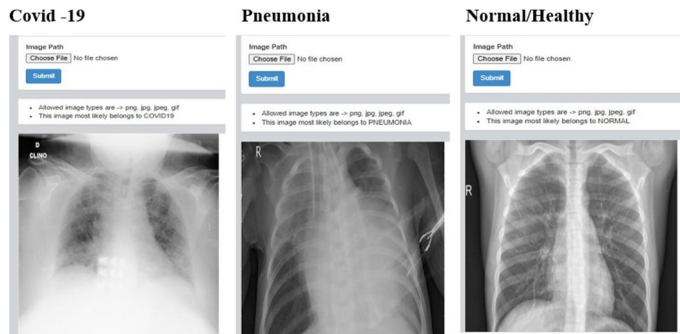 Covid -19
Image Path
Choose File No file chosen
Submit
Allowed image types are -> png, jpg, jpeg, gif
This image most likely belongs to COVID19
D
CLINO
Pneumonia
Image Path
Choose File No file chosen
Submit
Allowed image types are -> png, jpg, jpeg, gif
This image most likely belongs to PNEUMONIA
R
Normal/Healthy
Image Path
Choose File No file chosen
Submit
Allowed image types are -> png, jpg, jpeg, gif
This image most likely belongs to NORMAL
R